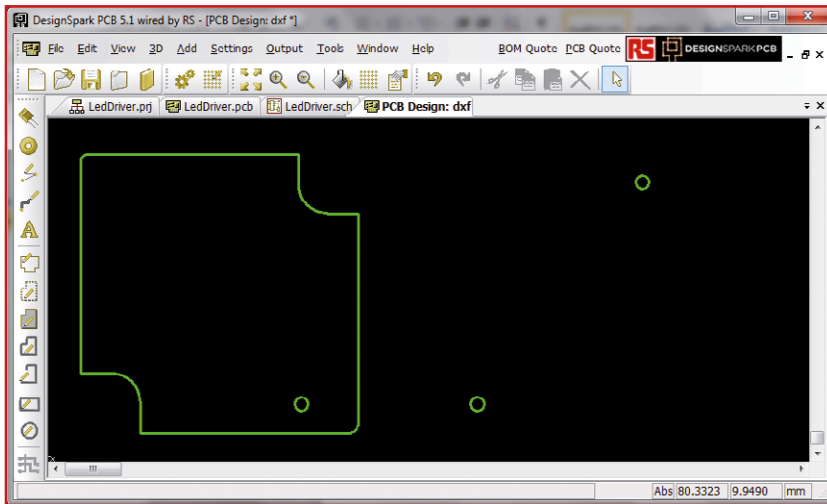 DesignSpark PCB 5.1 wired by RS - [PCB Design: dxf *]
File Edit View 3D Add Settings Output Tools Window Help BOM Quote PCB Quote RS DESIGNSPARKPCB
LedDriver.prj LedDriver.pcb LedDriver.sch PCB Design: dxf
Abs 80.3323 9.9490 mm